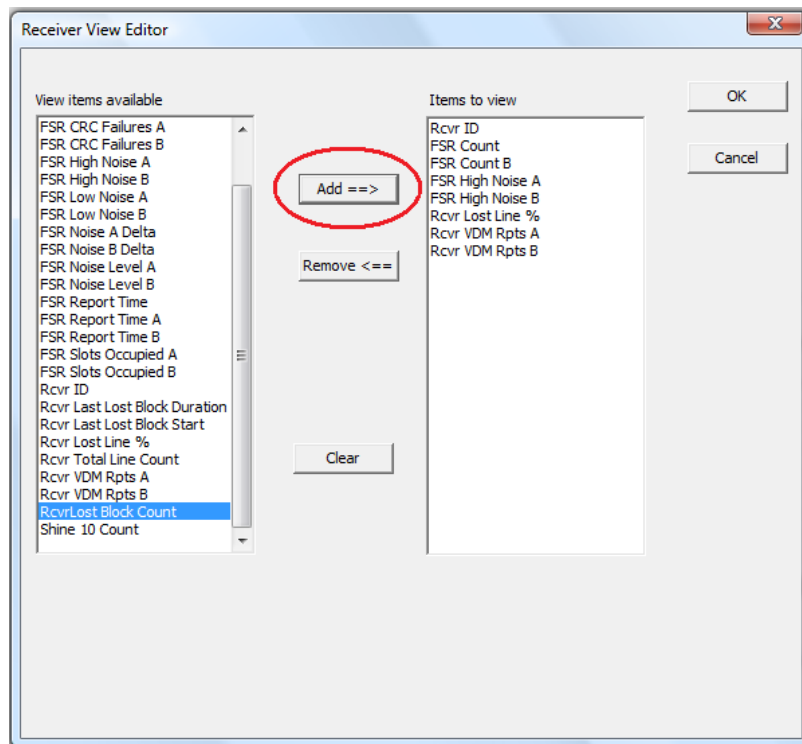 Receiver View Editor
View items available
FSR CRC Failures A
FSR CRC Failures B
FSR High Noise A
FSR High Noise B
FSR Low Noise A
FSR Low Noise B
FSR Noise A Delta
FSR Noise B Delta
FSR Noise Level A
FSR Noise Level B
FSR Report Time
FSR Report Time A
FSR Report Time B
FSR Slots Occupied A
FSR Slots Occupied B
Rcvr ID
Rcvr Last Lost Block Duration
Rcvr Last Lost Block Start
Rcvr Lost Line %
Rcvr Total Line Count
Rcvr VDM Rpts A
Rcvr VDM Rpts B
RcvrLost Block Count
Shine 10 Count
Add ==>
Remove <==
Clear
Items to view
Rcvr ID
FSR Count
FSR Count B
FSR High Noise A
FSR High Noise B
Rcvr Lost Line %
Rcvr VDM Rpts A
Rcvr VDM Rpts B
OK
Cancel